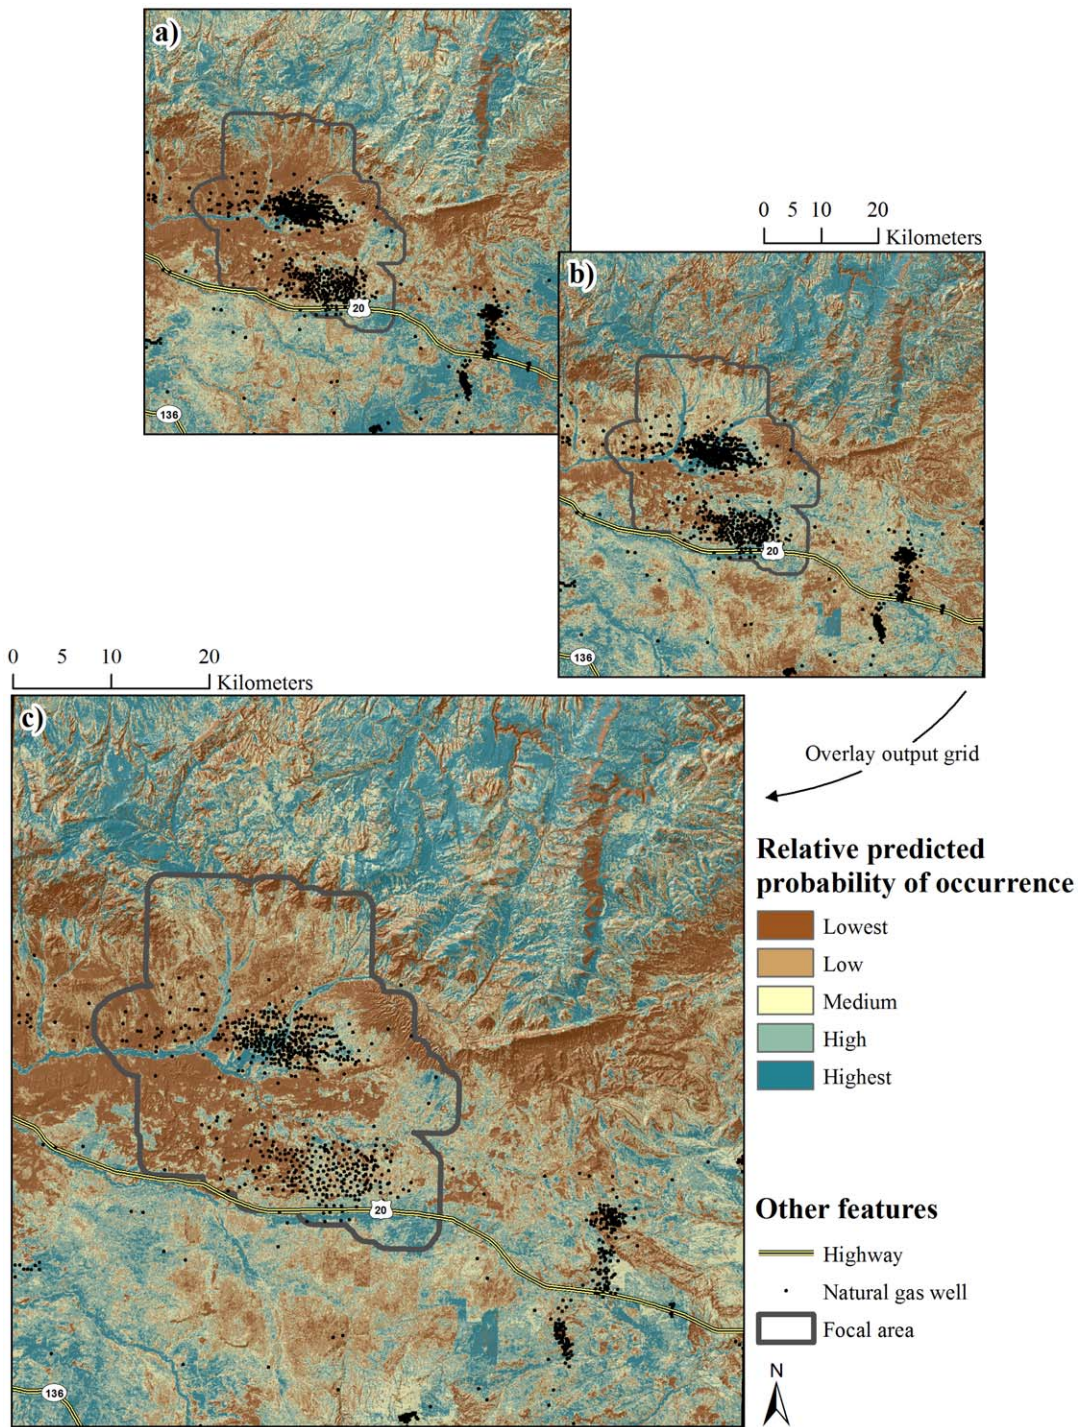 a)
20
136
0 5 10 20
Kilometers
b)
20
136
0 5 10 20
Kilometers
c)
20
136
Overlay output grid
Relative predicted
probability of occurrence
Lowest
Low
Medium
High
Highest
Other features
Highway
Natural gas well
Focal area
N